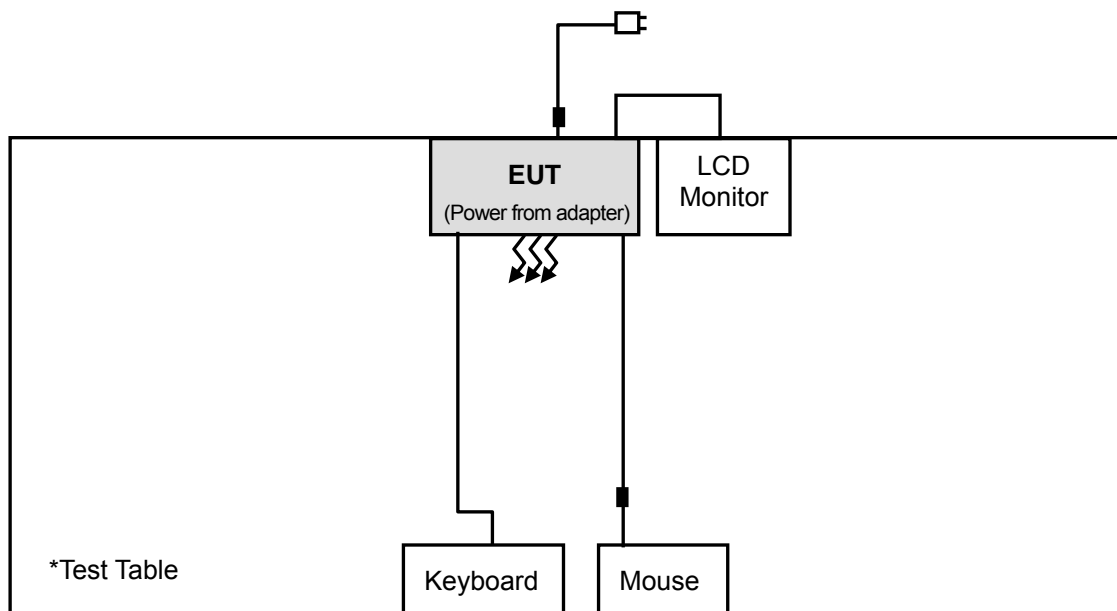 EUT
(Power from adapter)
LCD
Monitor
*Test Table
Keyboard
Mouse